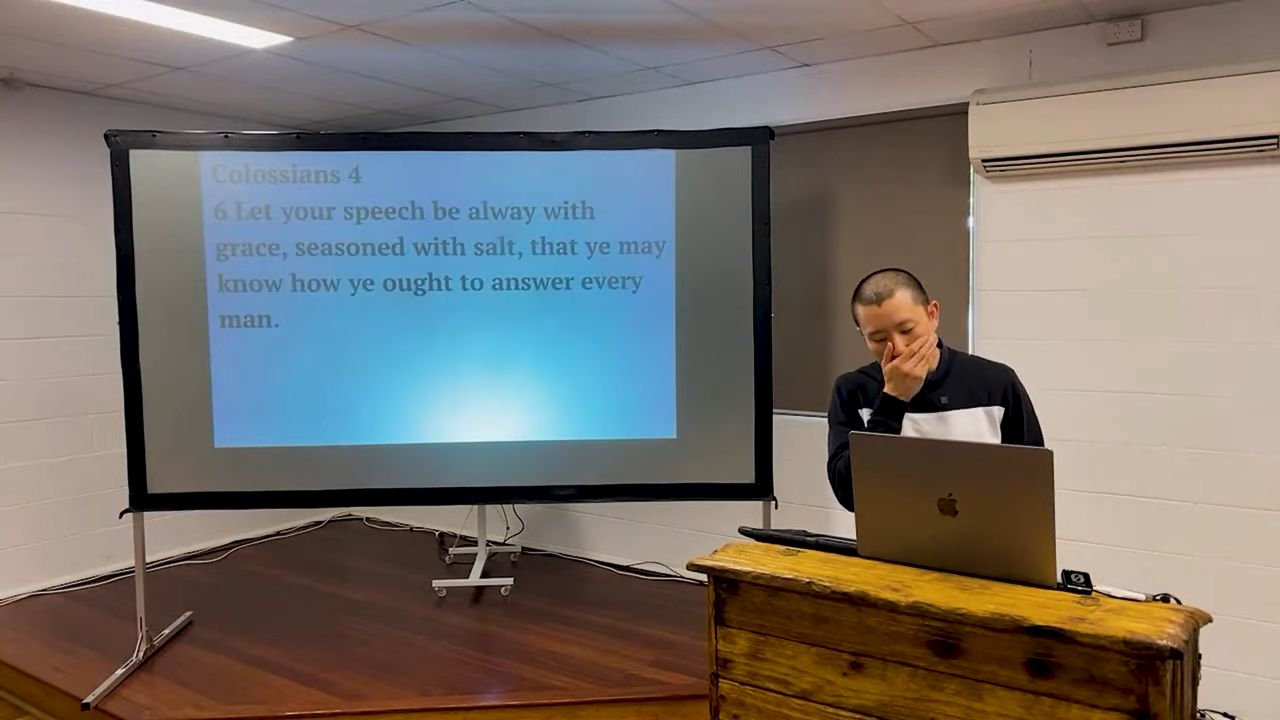 Colossians 4
6 Let your speech be alway with
grace, seasoned with salt, that ye may
know how ye ought to answer every
man.